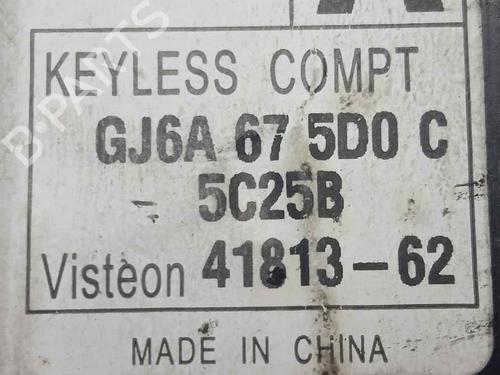 KEYLESS COMPT
GJ6A 67 5D0 C
5C25B
Visteon 41813-62
MADE IN CHINA
B-PARTS